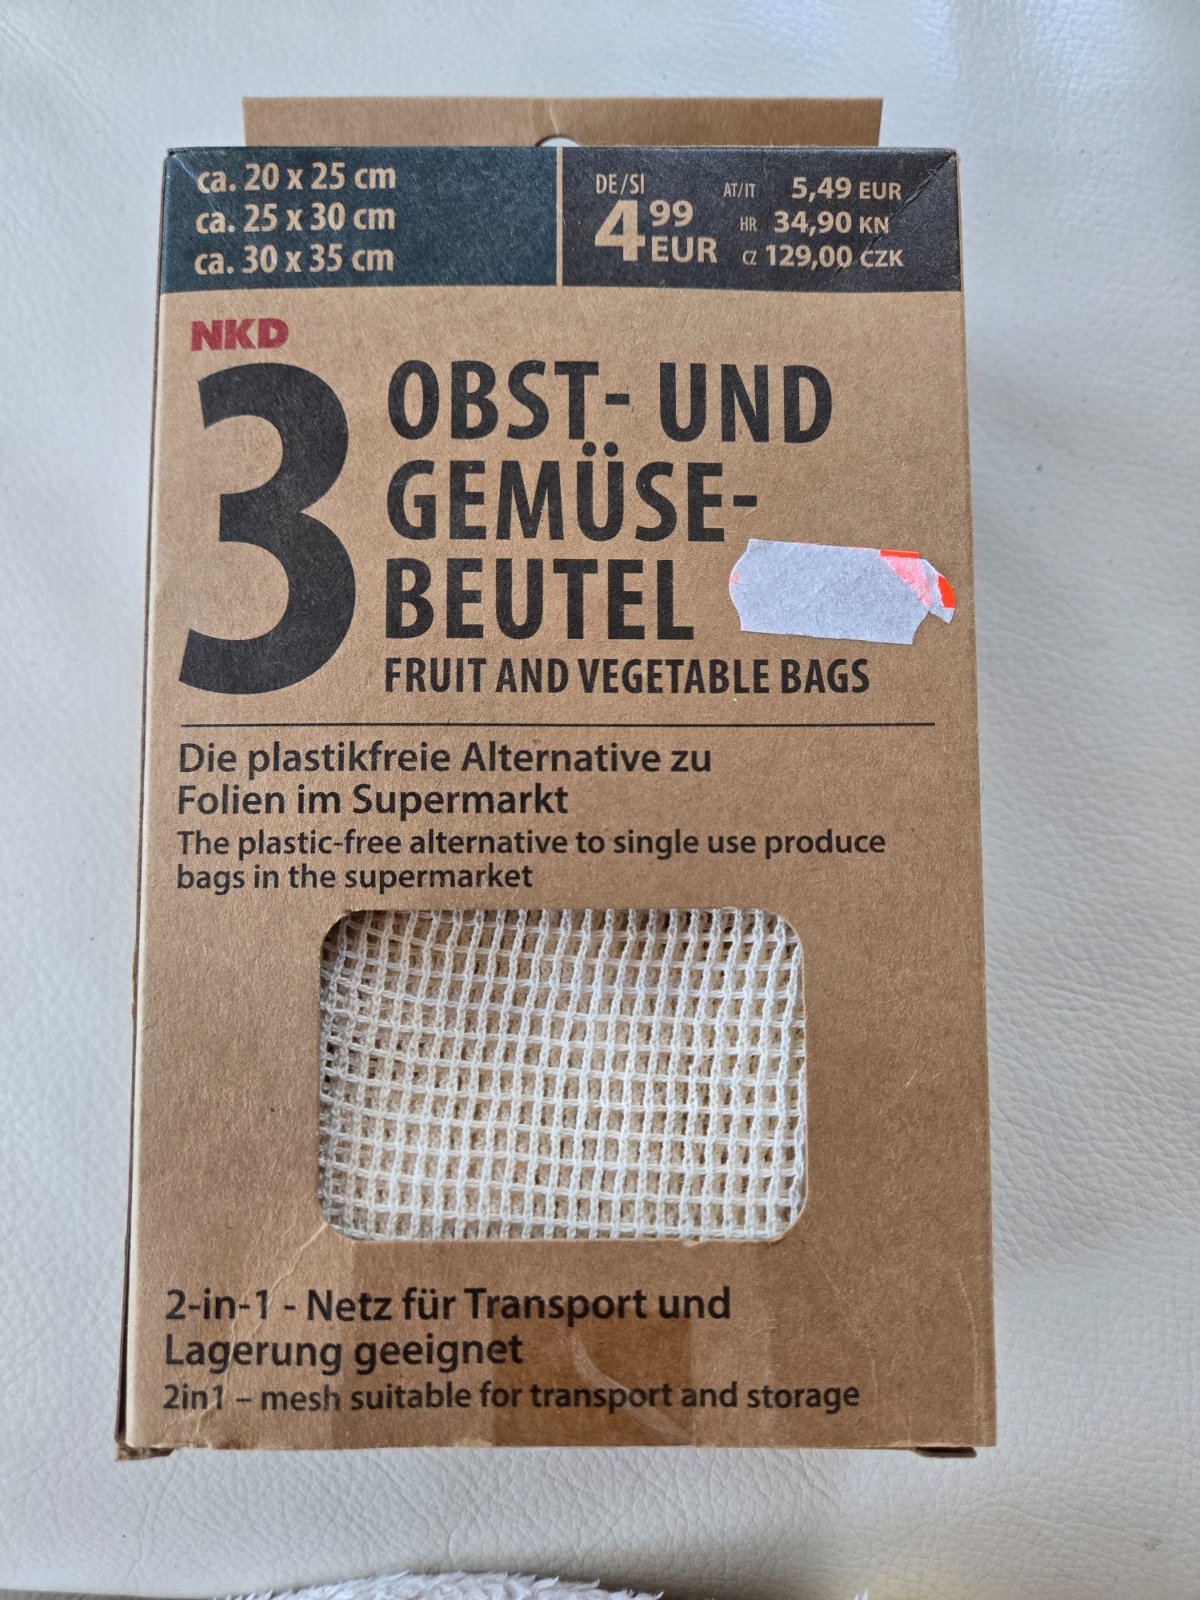 ca. 20 x 25 cm
ca. 25 x 30 cm
ca. 30 x 35 cm
DE/SI
4 99 EUR
AT/IT 5,49 EUR
HR 34,90 KN
CZ 129,00 CZK
NKD
3
OBST- UND
GEMÜSE-
BEUTEL
FRUIT AND VEGETABLE BAGS
Die plastikfreie Alternative zu
Folien im Supermarkt
The plastic-free alternative to single use produce
bags in the supermarket
2-in-1 - Netz für Transport und
Lagerung geeignet
2in1 – mesh suitable for transport and storage